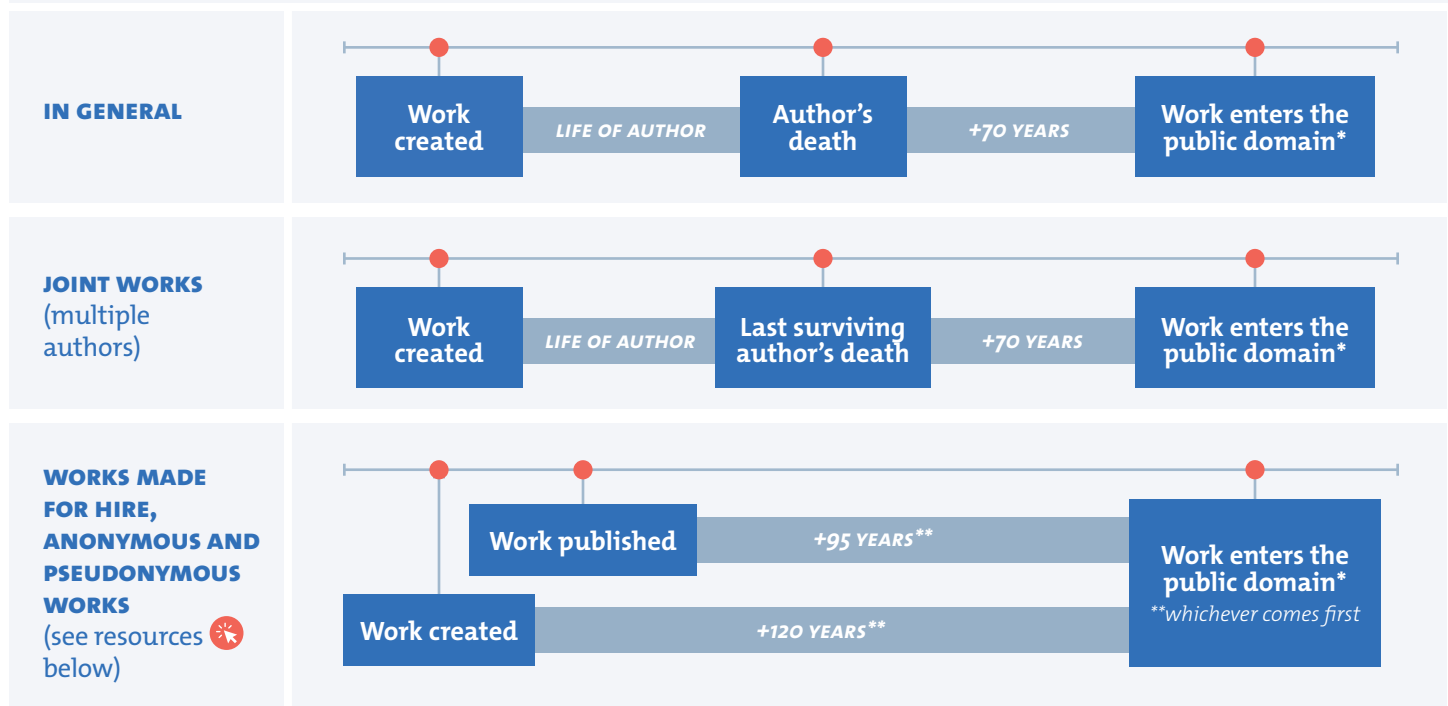 IN GENERAL
Work
created
LIFE OF AUTHOR
Author's
death
+70 YEARS
Work enters the
public domain*
JOINT WORKS
(multiple
authors)
Work
created
LIFE OF AUTHOR
Last surviving
author's death
+70 YEARS
Work enters the
public domain*
WORKS MADE
FOR HIRE,
ANONYMOUS AND
PSEUDONYMOUS
WORKS
(see resources
below)
Work published
+95 YEARS**
Work created
+120 YEARS**
Work enters the
public domain*
**whichever comes first